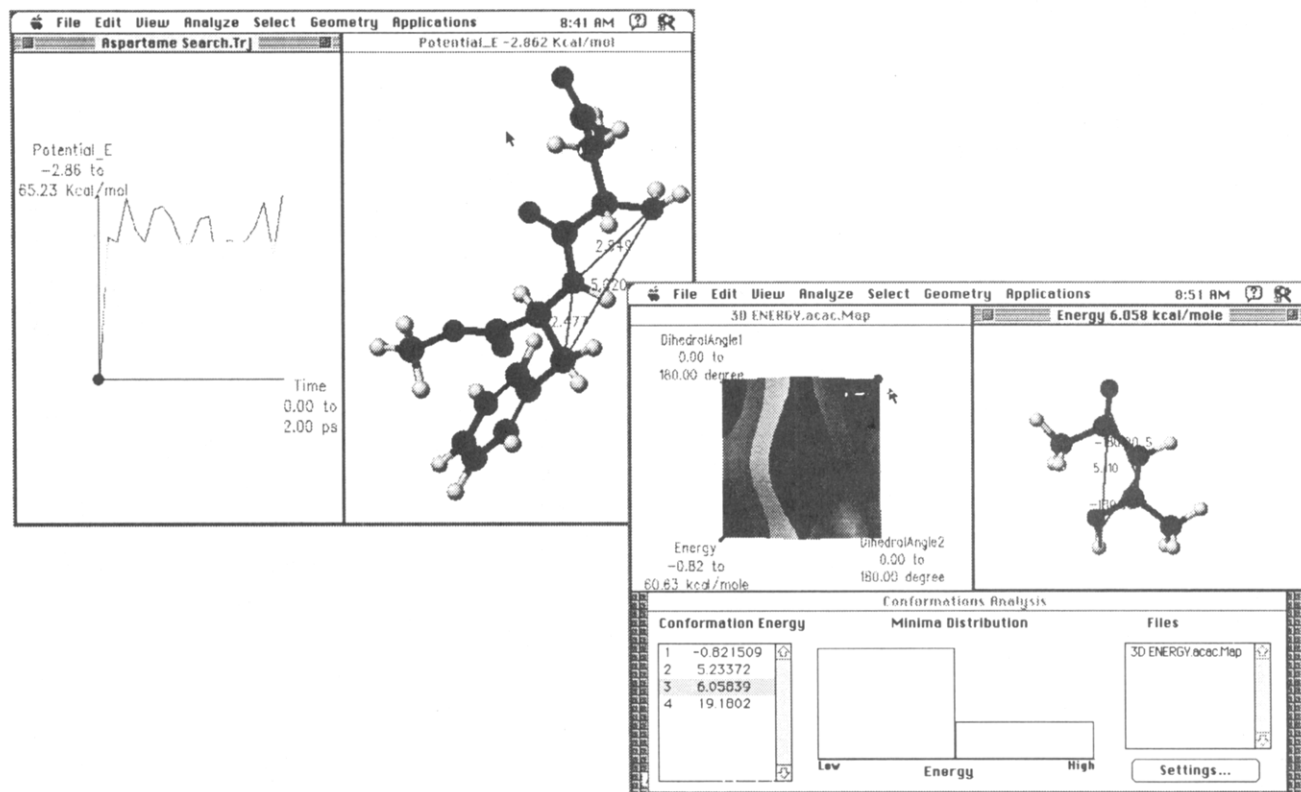 File Edit View Analyze Select Geometry Applications 8:41 AM
Aspartame Search.Trj
Potential_E -2.862 Kcal/mol
Potential_E
-2.86 to
65.23 Kcal/mol
2.849
5.020
2.477
Time
0.00 to
2.00 ps
File Edit View Analyze Select Geometry Applications 8:51 AM
3D ENERGY.acac.Map
Energy 6.058 kcal/mole
DihedralAngle1
0.00 to
180.00 degree
Energy
-0.82 to
60.63 kcal/mole
DihedralAngle2
0.00 to
180.00 degree
Conformations Analysis
Conformation Energy
1 -0.821509
2 5.23372
3 6.05839
4 19.1802
Minima Distribution
Low
Energy
High
Files
3D ENERGY.acac.Map
Settings...